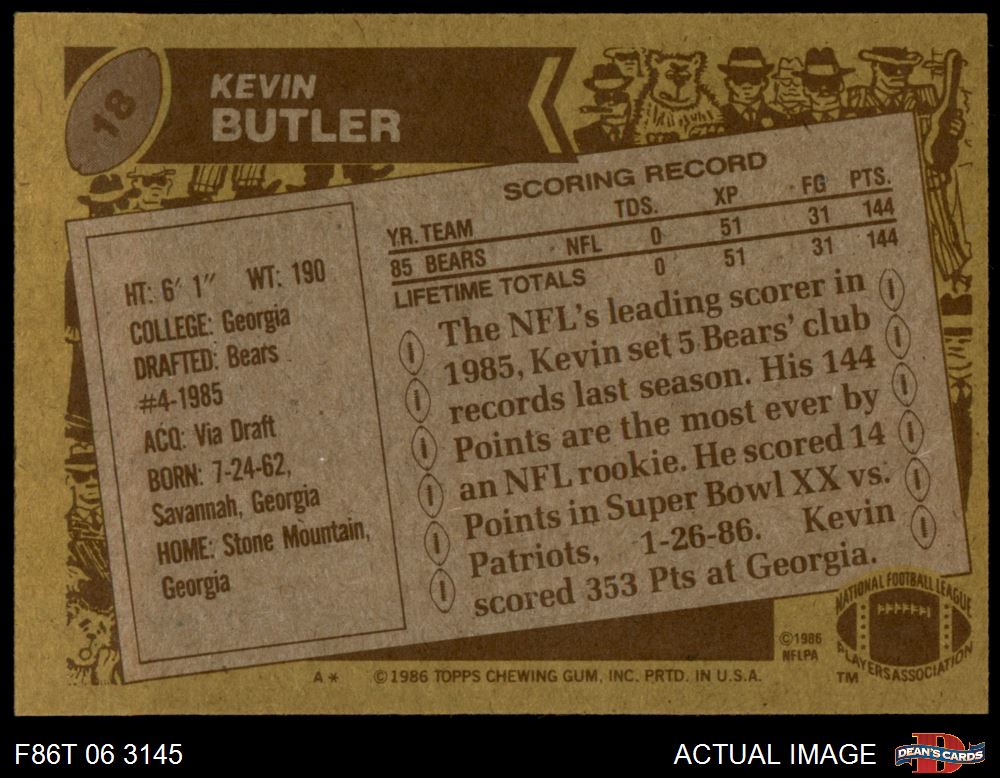 18
KEVIN
BUTLER
SCORING RECORD
YR. TEAM TDS. XP FG PTS.
85 BEARS NFL 0 51 31 144
LIFETIME TOTALS 0 51 31 144
HT: 6' 1" WT: 190
COLLEGE: Georgia
DRAFTED: Bears
#4-1985
ACQ: Via Draft
BORN: 7-24-62,
Savannah, Georgia
HOME: Stone Mountain,
Georgia
The NFL's leading scorer in
1985, Kevin set 5 Bears' club
records last season. His 144
Points are the most ever by
an NFL rookie. He scored 14
Points in Super Bowl XX vs.
Patriots, 1-26-86. Kevin
scored 353 Pts at Georgia.
NATIONAL FOOTBALL LEAGUE
PLAYERS ASSOCIATION
TM
©1986
NFLPA
A* ©1986 TOPPS CHEWING GUM, INC. PRTD. IN U.S.A.
F86T 06 3145
ACTUAL IMAGE
DEAN'S CARDS